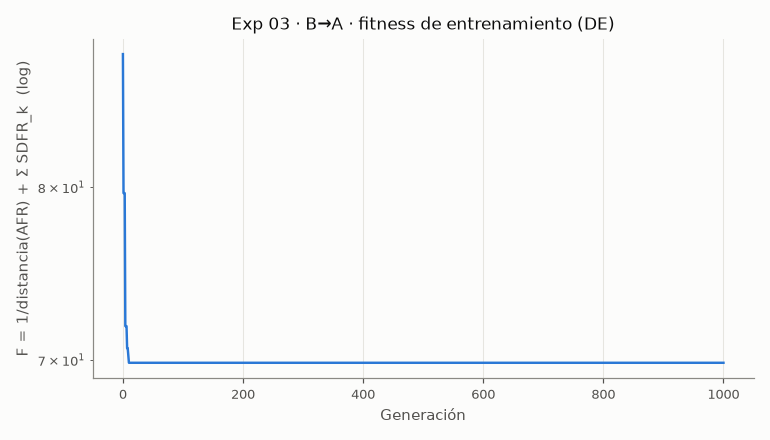 Exp 03 · B→A · fitness de entrenamiento (DE)
F = 1/distancia(AFR) + Σ SDFR_k (log)
8 × 10¹
7 × 10¹
0 200 400 600 800 1000
Generación